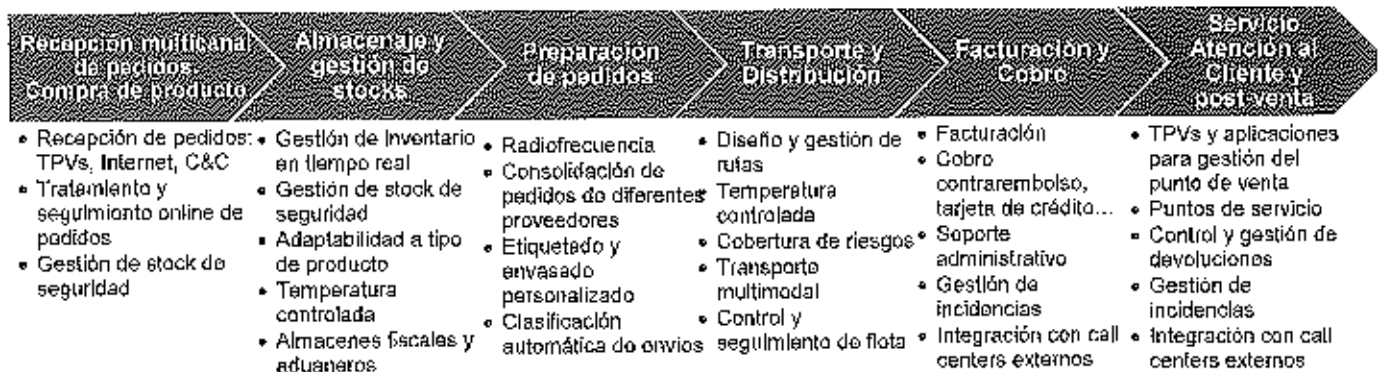 Recepción multicanal
de pedidos.
Compra de producto
Almacenaje y
gestión de
stocks
Preparación
de pedidos
Transporte y
Distribución
Facturación y
Cobro
Servicio
Atención al
Cliente y
post-venta
• Recepción de pedidos:
TPVs, Internet, C&C
• Tratamiento y
seguimiento online de
pedidos
• Gestión de stock de
seguridad
• Gestión de Inventario
en tiempo real
• Gestión de stock de
seguridad
• Adaptabilidad a tipo
de producto
• Temperatura
controlada
• Almacenes fiscales y
aduaneros
• Radiofrecuencia
• Consolidación de
pedidos de diferentes
proveedores
• Etiquetado y
envasado
personalizado
• Clasificación
automática de envíos
• Diseño y gestión de
rutas
• Temperatura
controlada
• Cobertura de riesgos
• Transporte
multimodal
• Control y
seguimiento de flota
• Facturación
• Cobro
contrarembolso,
tarjeta de crédito...
• Soporte
administrativo
• Gestión de
incidencias
• Integración con call
centers externos
• TPVs y aplicaciones
para gestión del
punto de venta
• Puntos de servicio
• Control y gestión de
devoluciones
• Gestión de
incidencias
• Integración con call
centers externos